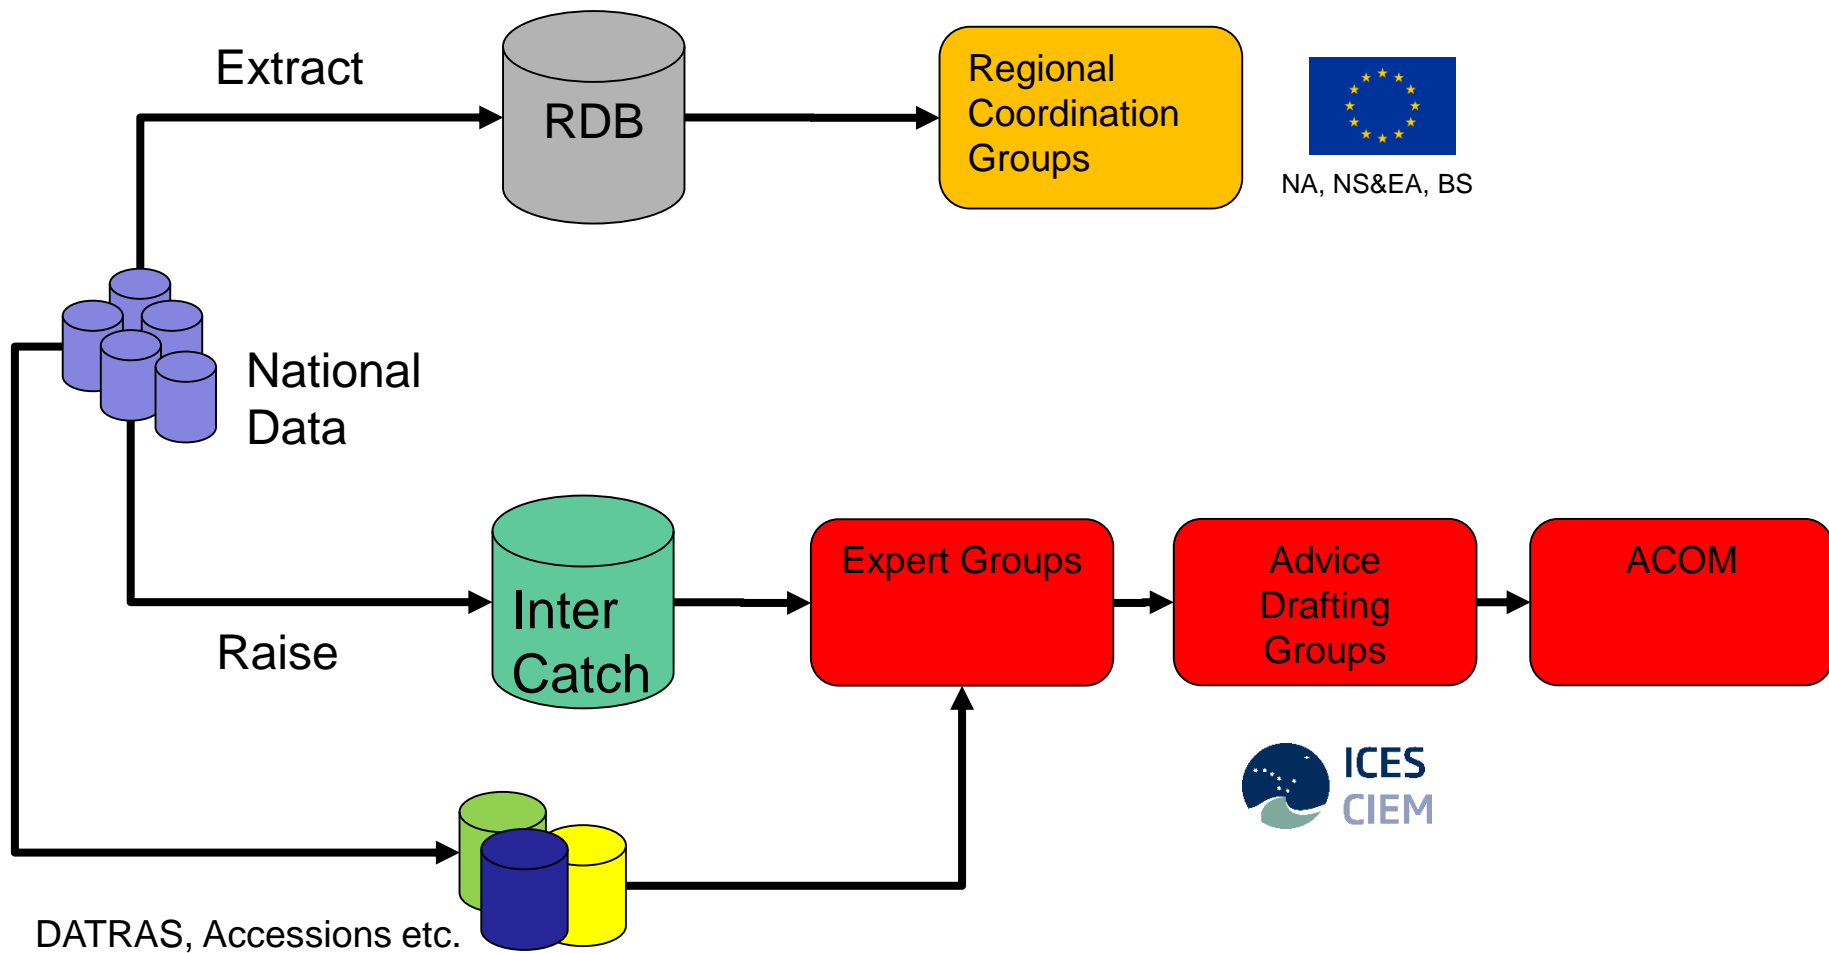 Extract
RDB
Regional
Coordination
Groups
NA, NS&EA, BS
National
Data
Raise
Inter
Catch
Expert Groups
Advice
Drafting
Groups
ACOM
ICES
CIEM
DATRAS, Accessions etc.